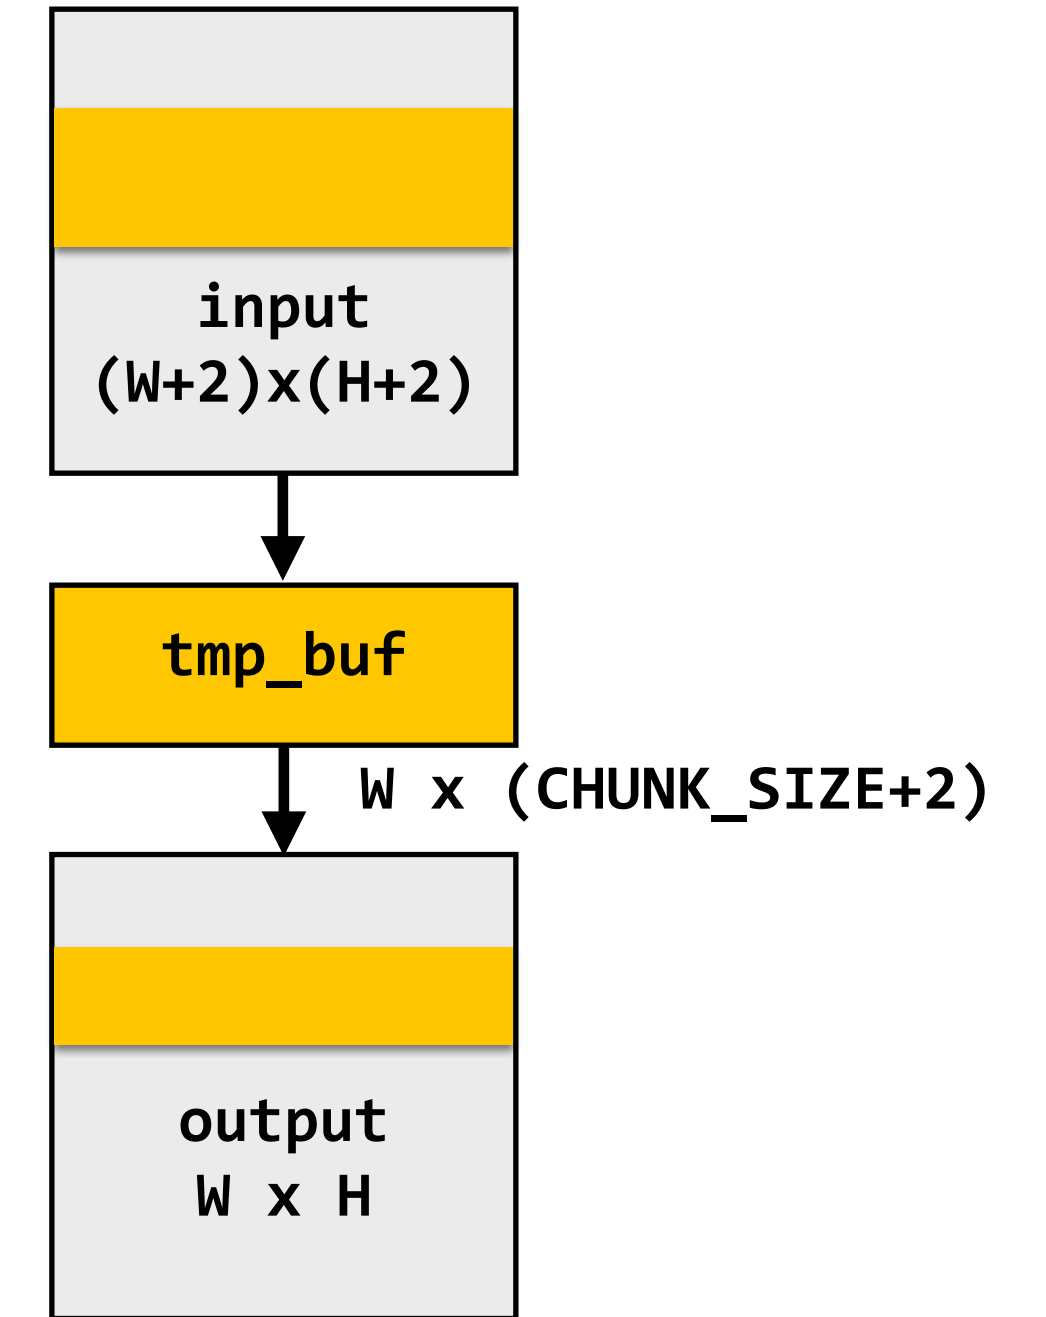 input
(W+2)x(H+2)
tmp_buf
W x (CHUNK_SIZE+2)
output
W x H